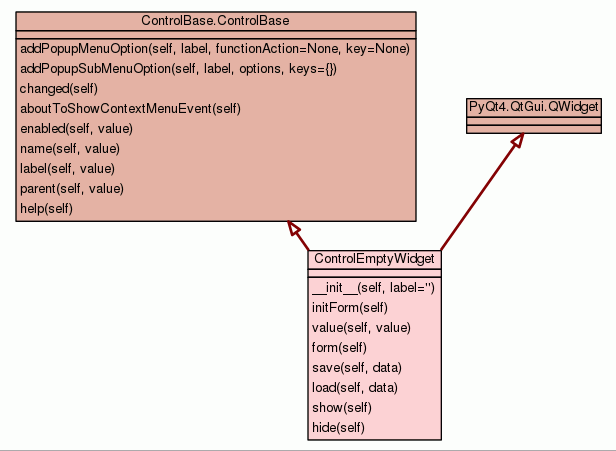 ControlBase.ControlBase
addPopupMenuOption(self, label, functionAction=None, key=None)
addPopupSubMenuOption(self, label, options, keys={})
changed(self)
aboutToShowContextMenuEvent(self)
enabled(self, value)
name(self, value)
label(self, value)
parent(self, value)
help(self)
PyQt4.QtGui.QWidget
ControlEmptyWidget
__init__(self, label='')
initForm(self)
value(self, value)
form(self)
save(self, data)
load(self, data)
show(self)
hide(self)